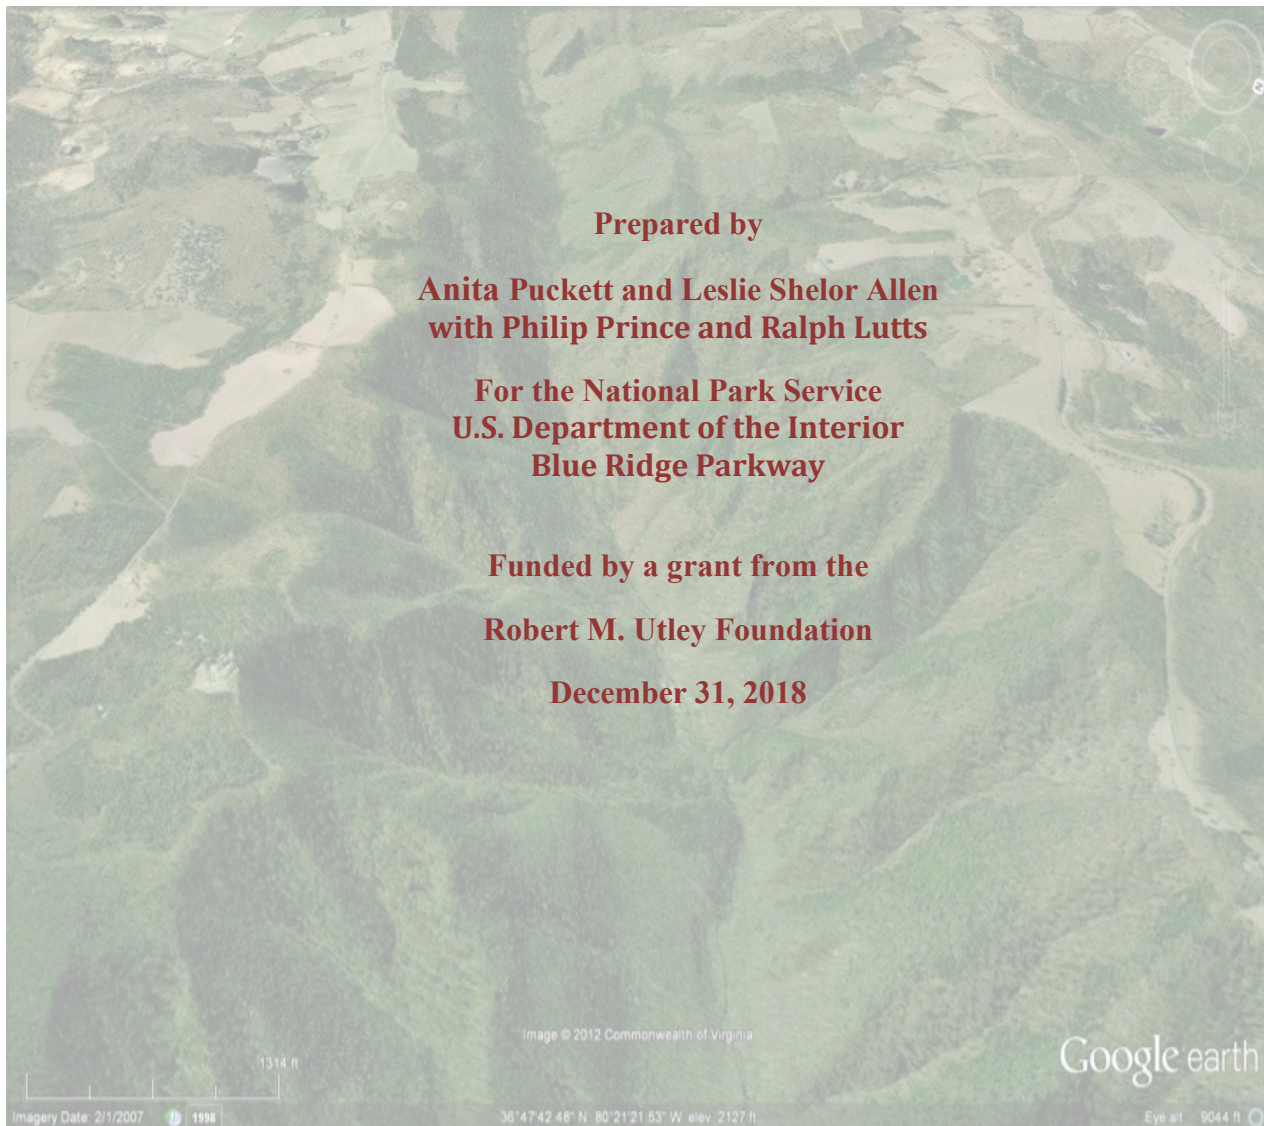 Prepared by
Anita Puckett and Leslie Shelor Allen
with Philip Prince and Ralph Lutts
For the National Park Service
U.S. Department of the Interior
Blue Ridge Parkway
Funded by a grant from the
Robert M. Utley Foundation
December 31, 2018
Image © 2012 Commonwealth of Virginia
Google earth
1314 ft
Imagery Date: 2/1/2007 1998 36°47'42.48" N 80°21'21.53" W elev 2127 ft Eye alt 9044 ft